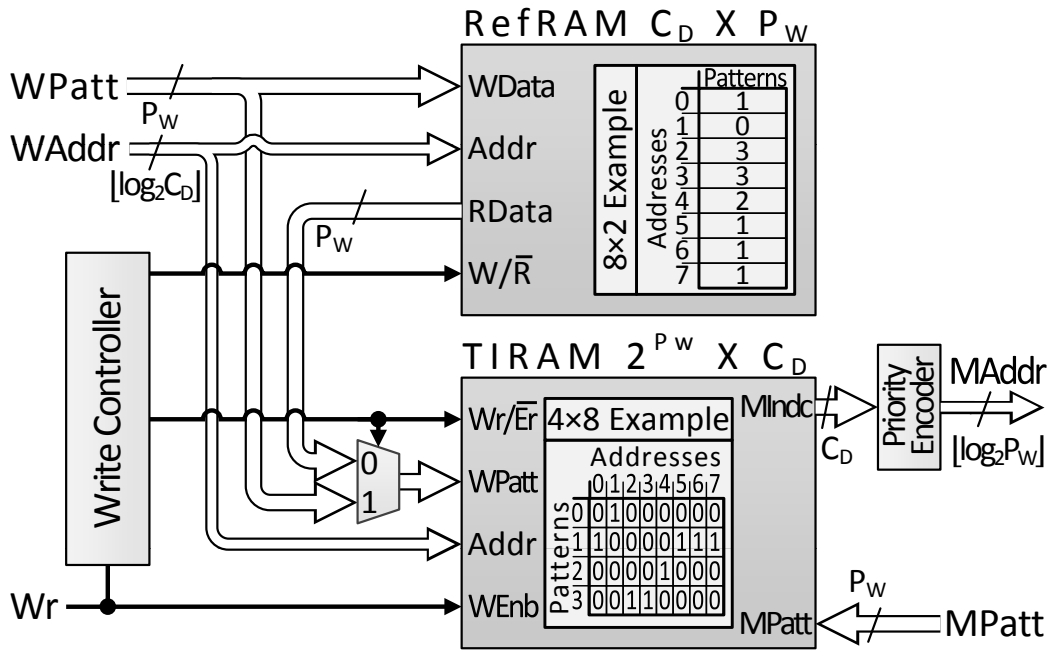 RefRAM C_D X P_W
WPatt
P_W
WAddr
⌊log₂C_D⌋
WData
Addr
RData
P_W
W/R̅
8×2 Example
Addresses
Patterns
0 1
1 0
2 3
3 3
4 2
5 1
6 1
7 1
Write Controller
TIRAM 2^Pw X C_D
Wr/E̅r̅
0
1
WPatt
Addr
WEnb
Wr
4×8 Example
Addresses
0 1 2 3 4 5 6 7
Patterns
0 0 1 0 0 0 0 0 0
1 1 0 0 0 0 1 1 1
2 0 0 0 0 1 0 0 0
3 0 0 1 1 0 0 0 0
MIndc
C_D
Priority
Encoder
MAddr
⌊log₂P_W⌋
P_W
MPatt
MPatt